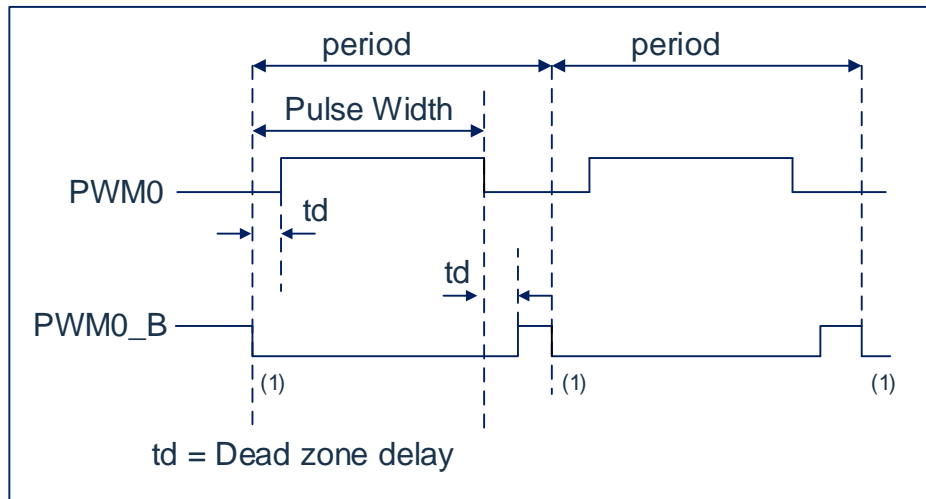 period period
Pulse Width
PWM0
td
td
PWM0_B
(1) (1) (1)
td = Dead zone delay